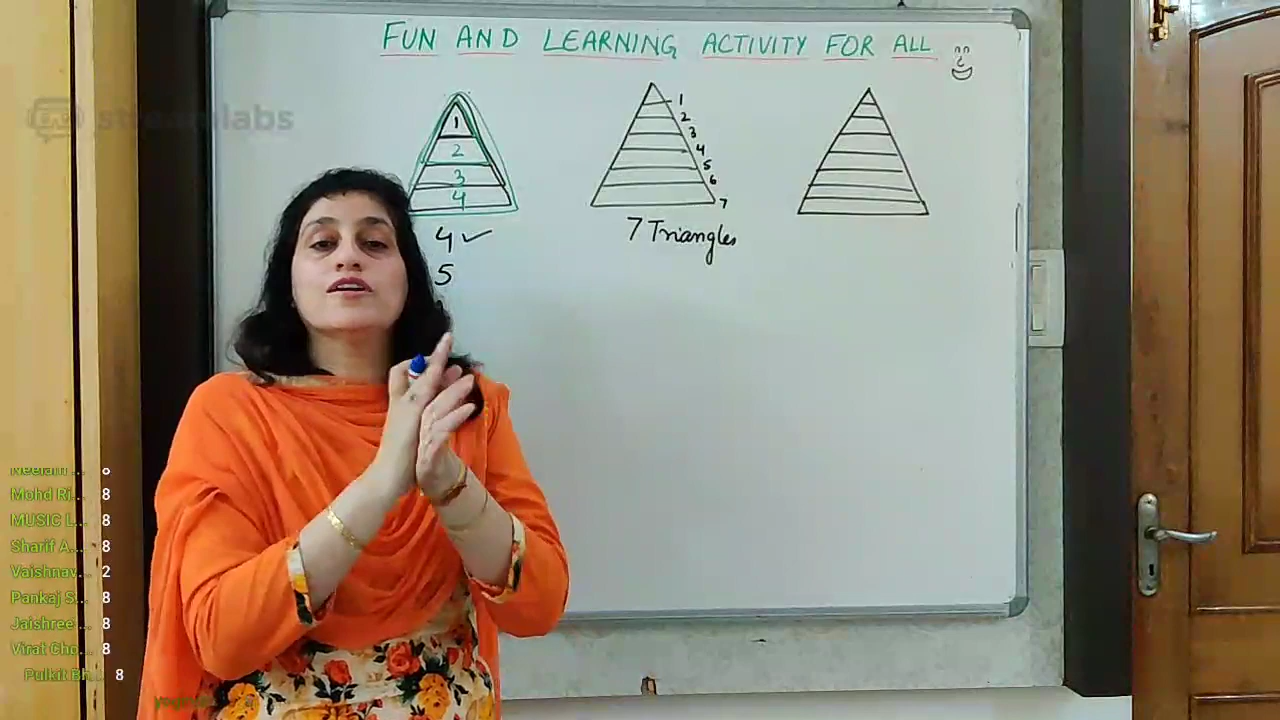 FUN AND LEARNING ACTIVITY FOR ALL
1
2
3
4
4 ✓
5
1
2
3
4
5
6
7
7 Triangles
streamlabs
8
Mohd Ri... 8
MUSIC L... 8
Sharif A... 8
Vaishnav... 2
Pankaj S... 8
Jaishree ... 8
Virat Cho... 8
Pulkit Bh... 8